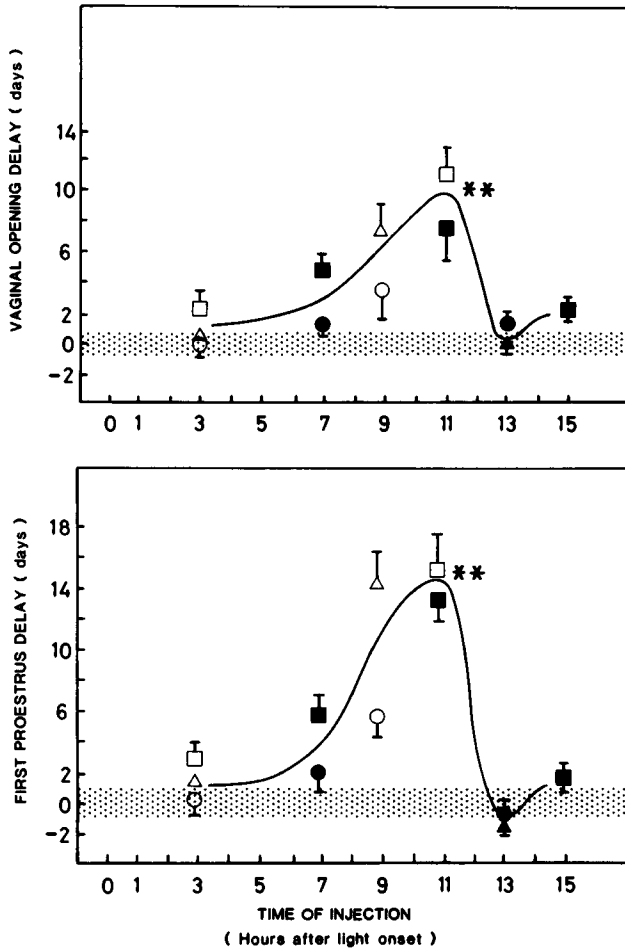 VAGINAL OPENING DELAY ( days )
14
10
6
2
0
-2
**
0 1 3 5 7 9 11 13 15
FIRST PROESTRUS DELAY ( days )
18
14
10
6
2
0
-2
**
0 1 3 5 7 9 11 13 15
TIME OF INJECTION
( Hours after light onset )